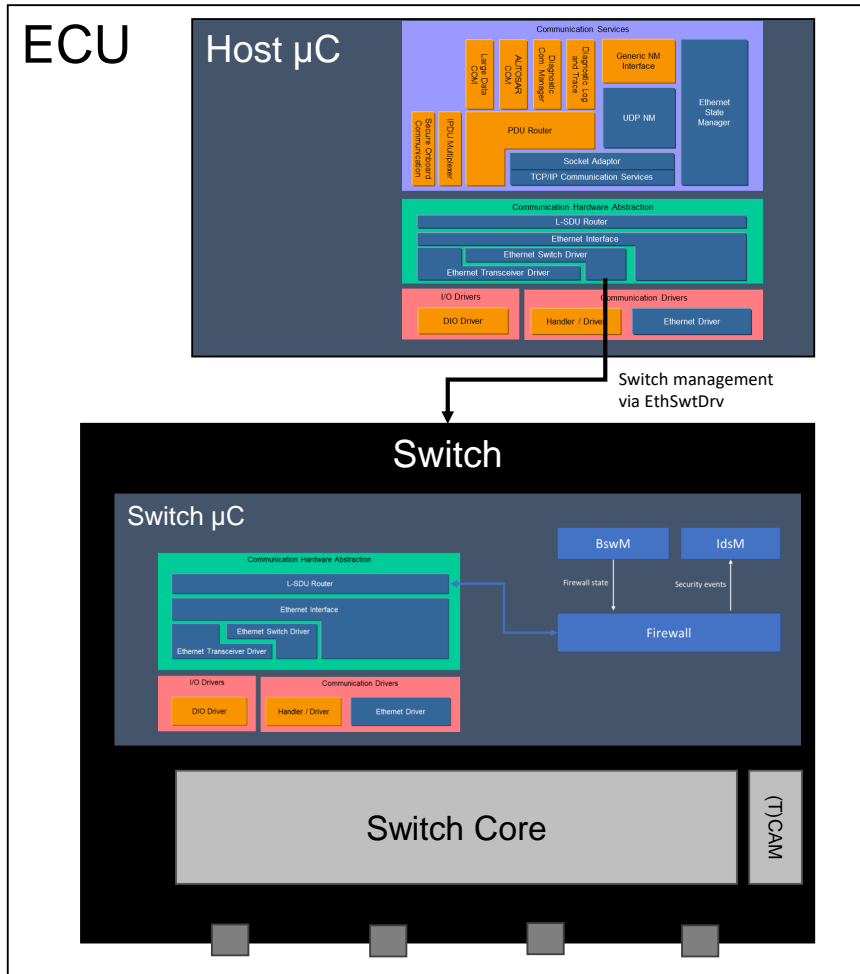 ECU
Host µC
Communication Services
Large Data
COM
AUTOSAR
COM
Diagnostic
Com. Manager
Diagnostic Log
and Trace
Generic NM
Interface
Ethernet
State
Manager
UDP NM
Secure Onboard
Communication
IPDU Multiplexer
PDU Router
Socket Adaptor
TCP/IP Communication Services
Communication Hardware Abstraction
L-SDU Router
Ethernet Interface
Ethernet Switch Driver
Ethernet Transceiver Driver
I/O Drivers
Communication Drivers
DIO Driver
Handler / Driver
Ethernet Driver
Switch management
via EthSwtDrv
Switch
Switch µC
Communication Hardware Abstraction
L-SDU Router
Ethernet Interface
Ethernet Switch Driver
Ethernet Transceiver Driver
I/O Drivers
Communication Drivers
DIO Driver
Handler / Driver
Ethernet Driver
BswM
IdsM
Firewall state
Security events
Firewall
Switch Core
(T)CAM